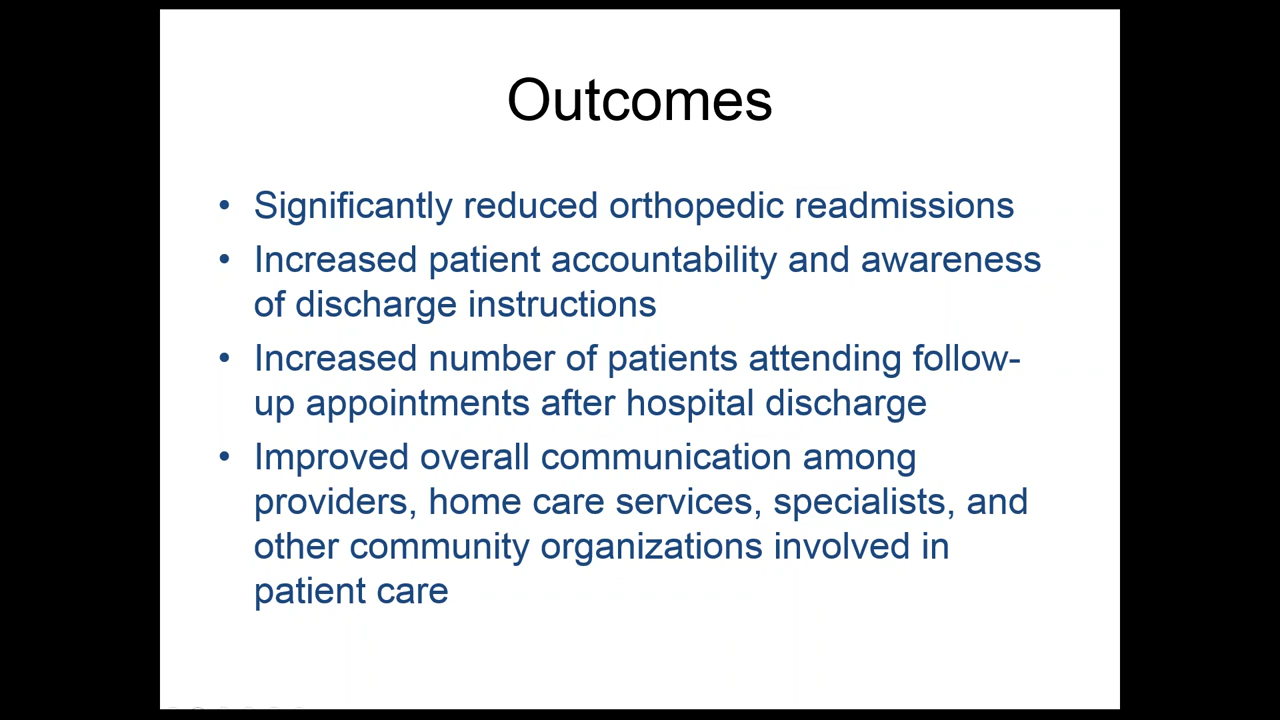 Outcomes
• Significantly reduced orthopedic readmissions
• Increased patient accountability and awareness
of discharge instructions
• Increased number of patients attending follow-
up appointments after hospital discharge
• Improved overall communication among
providers, home care services, specialists, and
other community organizations involved in
patient care